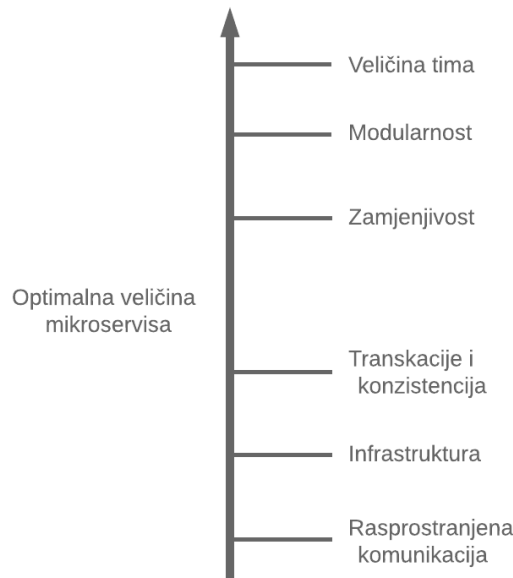 Veličina tima
Modularnost
Zamjenjivost
Optimalna veličina
mikroservisa
Transkacije i
konzistencija
Infrastruktura
Rasprostranjena
komunikacija